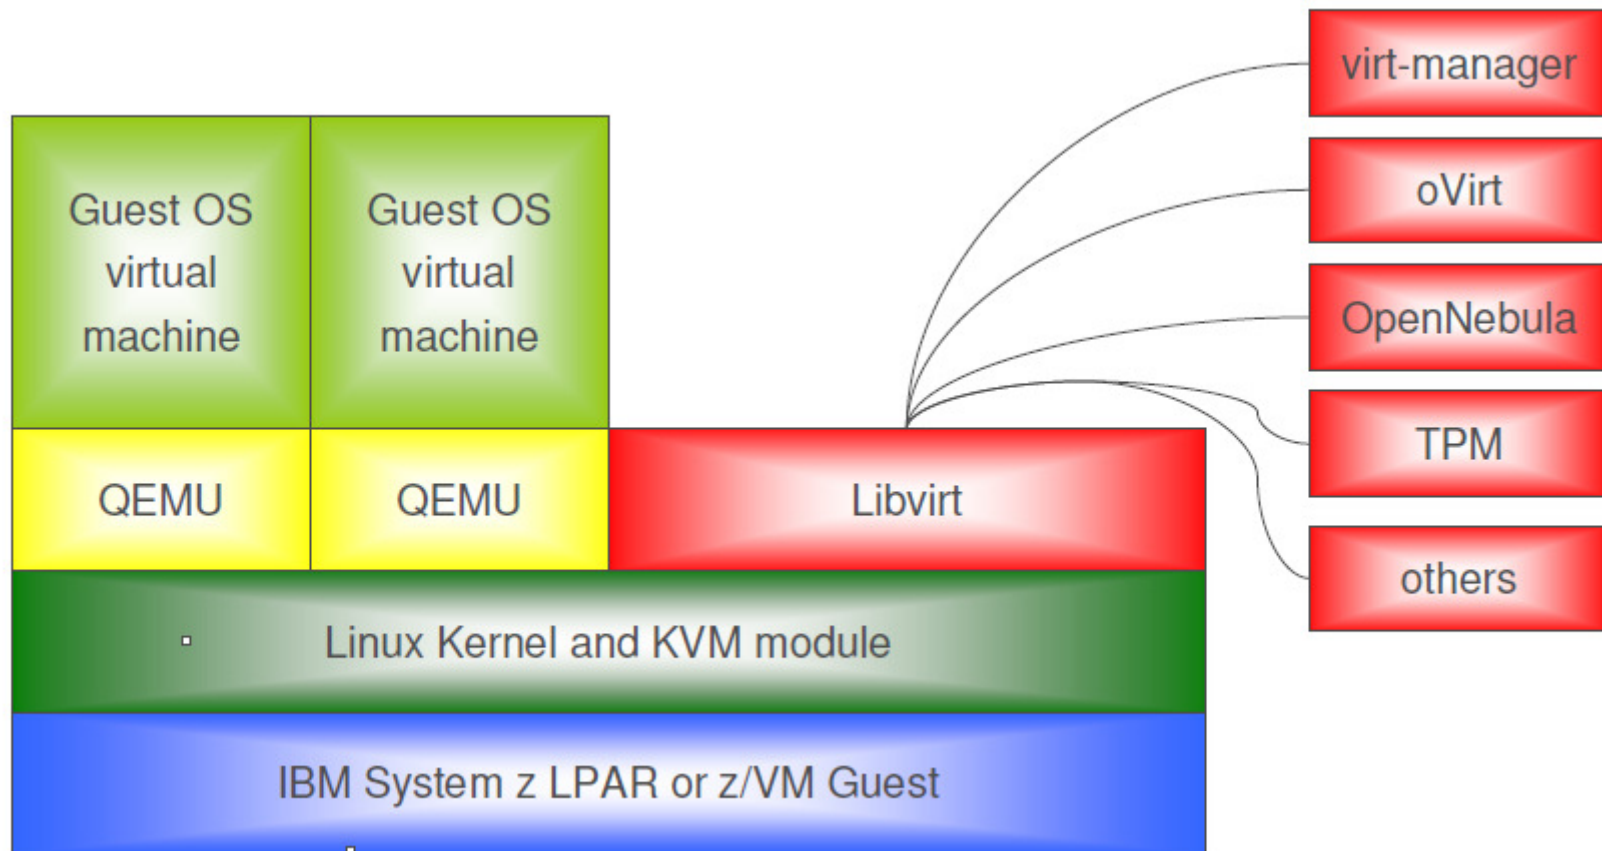 virt-manager
oVirt
OpenNebula
TPM
others
Guest OS
virtual
machine
Guest OS
virtual
machine
QEMU
QEMU
Libvirt
Linux Kernel and KVM module
IBM System z LPAR or z/VM Guest